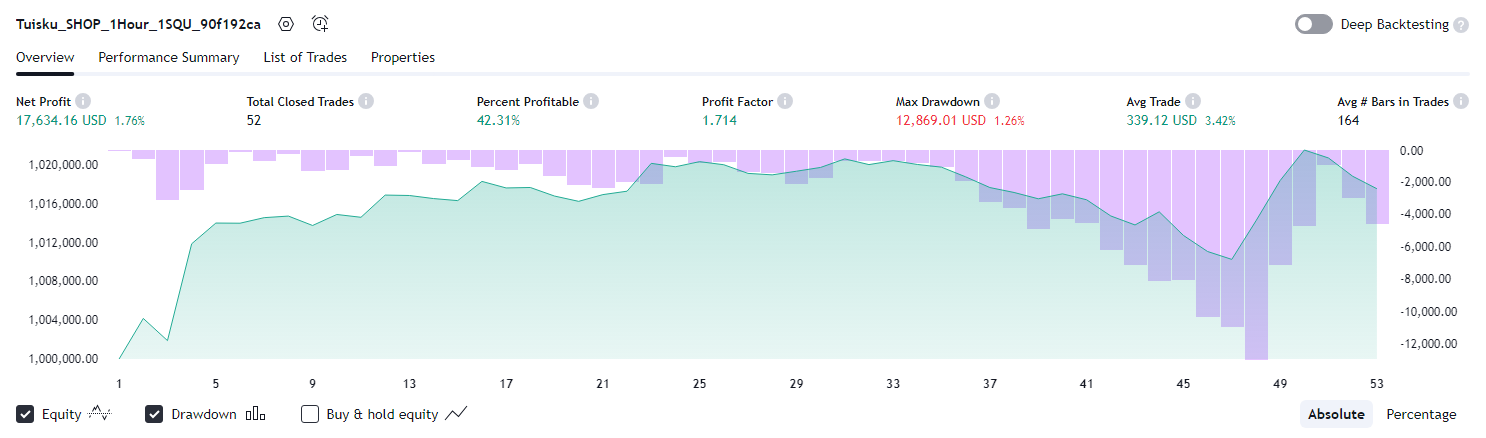 Tuisku_SHOP_1Hour_1SQU_90f192ca Deep Backtesting ?
Overview Performance Summary List of Trades Properties
Net Profit Total Closed Trades Percent Profitable Profit Factor Max Drawdown Avg Trade Avg # Bars in Trades
17,634.16 USD 1.76% 52 42.31% 1.714 12,869.01 USD 1.26% 339.12 USD 3.42% 164
1,020,000.00
1,016,000.00
1,012,000.00
1,008,000.00
1,004,000.00
1,000,000.00
0.00
-2,000.00
-4,000.00
-6,000.00
-8,000.00
-10,000.00
-12,000.00
1 5 9 13 17 21 25 29 33 37 41 45 49 53
Equity Drawdown Buy & hold equity Absolute Percentage